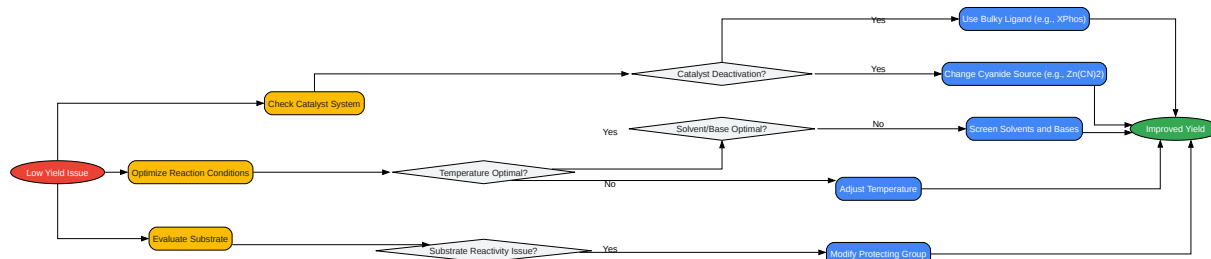 Yes
Use Bulky Ligand (e.g., XPhos)
Catalyst Deactivation?
Yes
Change Cyanide Source (e.g., Zn(CN)2)
Check Catalyst System
Yes
Solvent/Base Optimal?
No
Screen Solvents and Bases
Improved Yield
Low Yield Issue
Optimize Reaction Conditions
Temperature Optimal?
No
Adjust Temperature
Evaluate Substrate
Substrate Reactivity Issue?
Yes
Modify Protecting Group